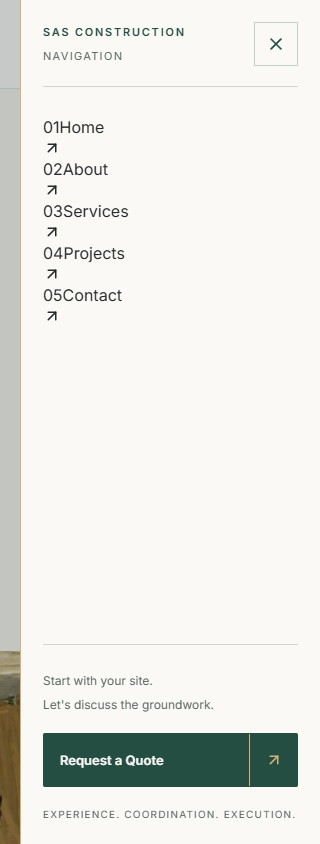 SAS CONSTRUCTION
NAVIGATION
01Home
02About
03Services
04Projects
05Contact
Start with your site.
Let's discuss the groundwork.
Request a Quote
EXPERIENCE. COORDINATION. EXECUTION.